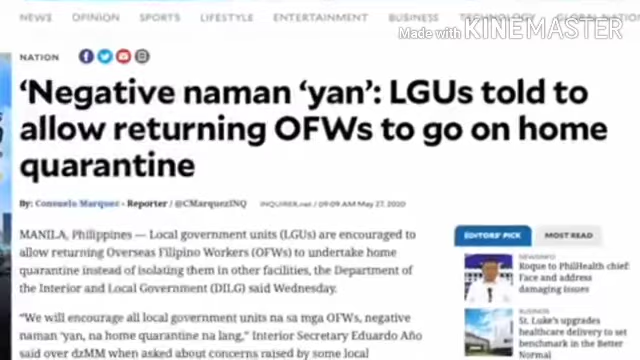 NEWS OPINION SPORTS LIFESTYLE ENTERTAINMENT BUSINESS TECHNOLOGY GLOBAL NATION
Made with KINEMASTER
NATION
‘Negative naman ‘yan’: LGUs told to
allow returning OFWs to go on home
quarantine
By: Consuelo Marquez - Reporter / @CMarquezINQ
INQUIRER.net / 09:09 AM May 27, 2020
MANILA, Philippines — Local government units (LGUs) are encouraged to
allow returning Overseas Filipino Workers (OFWs) to undertake home
quarantine instead of isolating them in other facilities, the Department of
the Interior and Local Government (DILG) said Wednesday.
“We will encourage all local government units na sa mga OFWs, negative
naman ‘yan, na home quarantine na lang,” Interior Secretary Eduardo Año
said over dzMM when asked about concerns raised by some local
EDITORS' PICK MOST READ
NEWSINFO
Roque to PhilHealth chief:
Face and address
damaging issues
BUSINESS
St. Luke's upgrades
healthcare delivery to set
benchmark in the Better
Normal